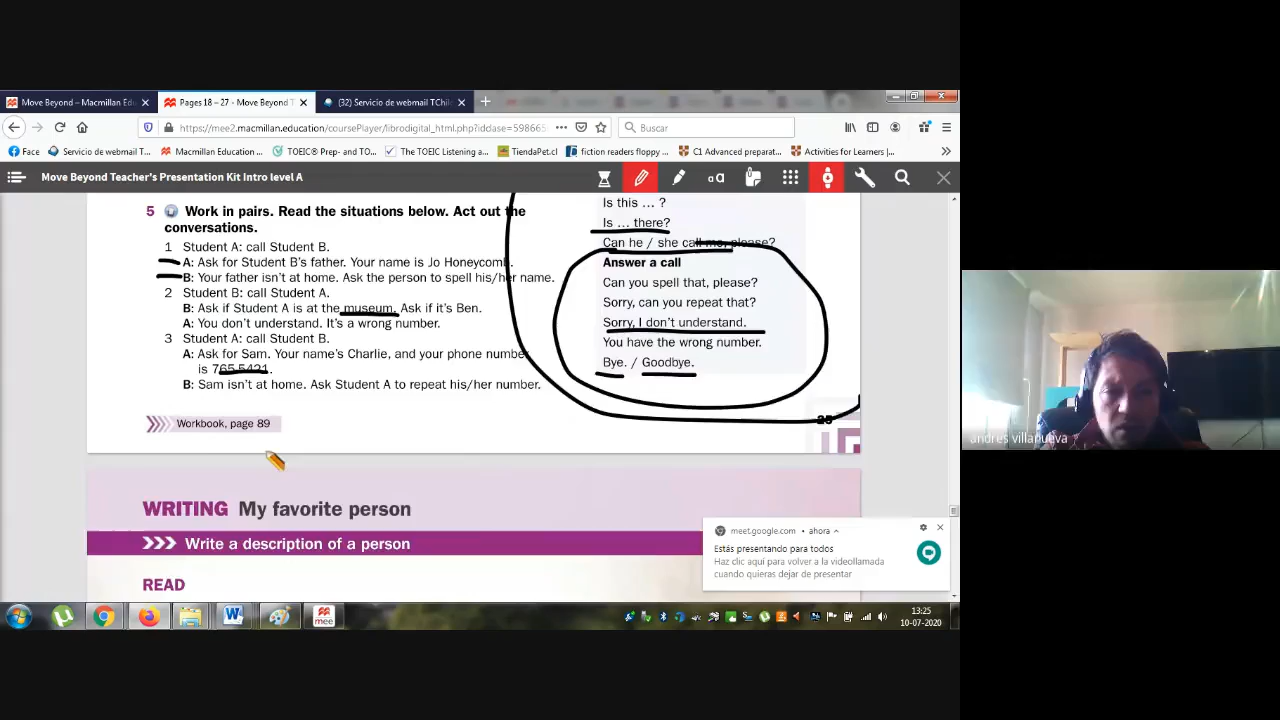 Move Beyond – Macmillan Edu
Pages 18 – 27 - Move Beyond T
(32) Servicio de webmail TChil
https://mee2.macmillan.education/coursePlayer/librodigital_html.php?idclase=598665
Buscar
Face
Servicio de webmail T...
Macmillan Education ...
TOEIC® Prep- and TO...
The TOEIC Listening a...
TiendaPet.cl
fiction readers floppy ...
C1 Advanced preparat...
Activities for Learners |...
Move Beyond Teacher's Presentation Kit Intro level A
aA
5 Work in pairs. Read the situations below. Act out the
conversations.
1 Student A: call Student B.
A: Ask for Student B's father. Your name is Jo Honeycomb.
B: Your father isn't at home. Ask the person to spell his/her name.
2 Student B: call Student A.
B: Ask if Student A is at the museum. Ask if it's Ben.
A: You don't understand. It's a wrong number.
3 Student A: call Student B.
A: Ask for Sam. Your name's Charlie, and your phone number
is 765 5421.
B: Sam isn't at home. Ask Student A to repeat his/her number.
Workbook, page 89
Is this ... ?
Is ... there?
Can he / she call me, please?
Answer a call
Can you spell that, please?
Sorry, can you repeat that?
Sorry, I don't understand.
You have the wrong number.
Bye. / Goodbye.
25
WRITING My favorite person
Write a description of a person
READ
meet.google.com • ahora
Estás presentando para todos
Haz clic aquí para volver a la videollamada
cuando quieras dejar de presentar
mee
13:25
10-07-2020
andres villanueva